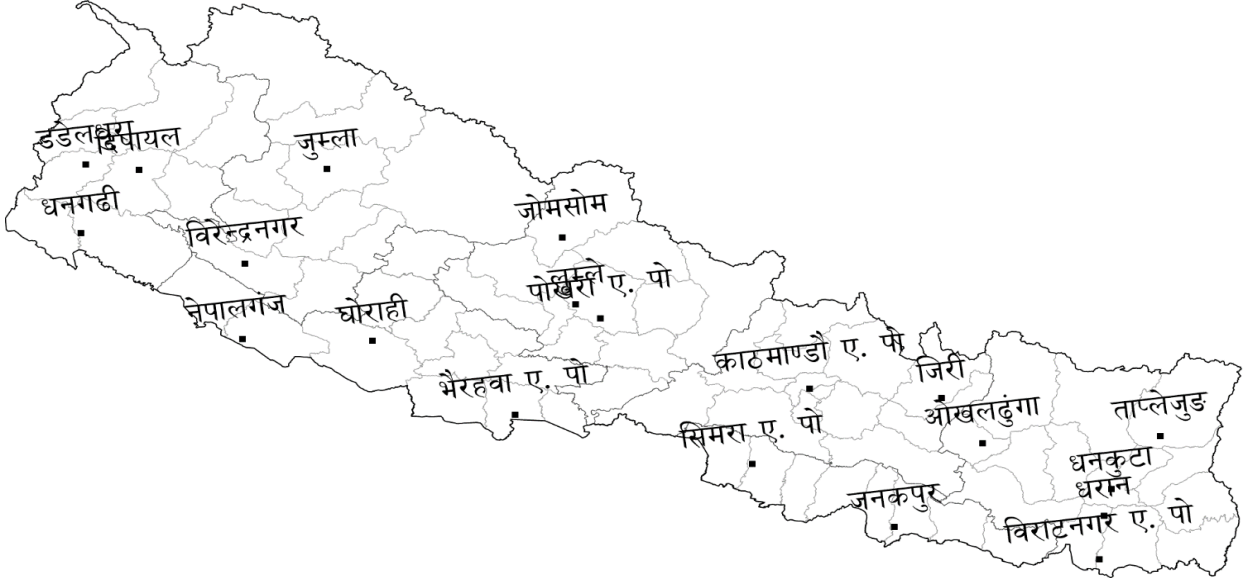 डडेलधुरा
दिपायल
जुम्ला
धनगढी
जोमसोम
विरेन्द्रनगर
लुम्ले
पोखरा ए. पो
नेपालगंज
घोराही
काठमाण्डौ ए. पो
जिरी
भैरहवा ए. पो
ओखलढुंगा
ताप्लेजुङ
सिमरा ए. पो
धनकुटा
धरान
जनकपुर
विराटनगर ए. पो